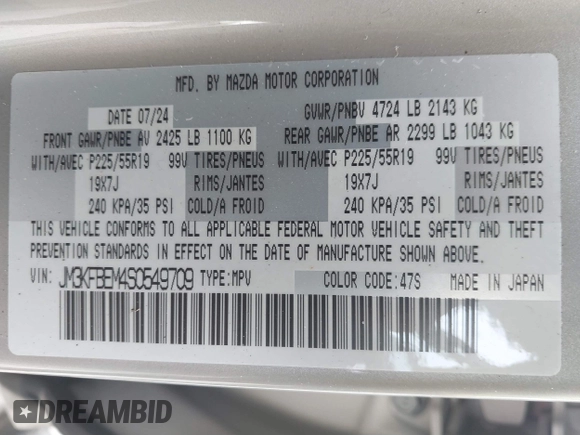 MFD. BY MAZDA MOTOR CORPORATION
DATE 07/24 GVWR/PNBV 4724 LB 2143 KG
FRONT GAWR/PNBE AV 2425 LB 1100 KG REAR GAWR/PNBE AR 2299 LB 1043 KG
WITH/AVEC P225/55R19 99V TIRES/PNEUS WITH/AVEC P225/55R19 99V TIRES/PNEUS
19X7J RIMS/JANTES 19X7J RIMS/JANTES
240 KPA/35 PSI COLD/A FROID 240 KPA/35 PSI COLD/A FROID
THIS VEHICLE CONFORMS TO ALL APPLICABLE FEDERAL MOTOR VEHICLE SAFETY AND THEFT
PREVENTION STANDARDS IN EFFECT ON THE DATE OF MANUFACTURE SHOWN ABOVE.
VIN: JM3KFBEM4S0549709 TYPE:MPV COLOR CODE: 47S MADE IN JAPAN
DREAMBID